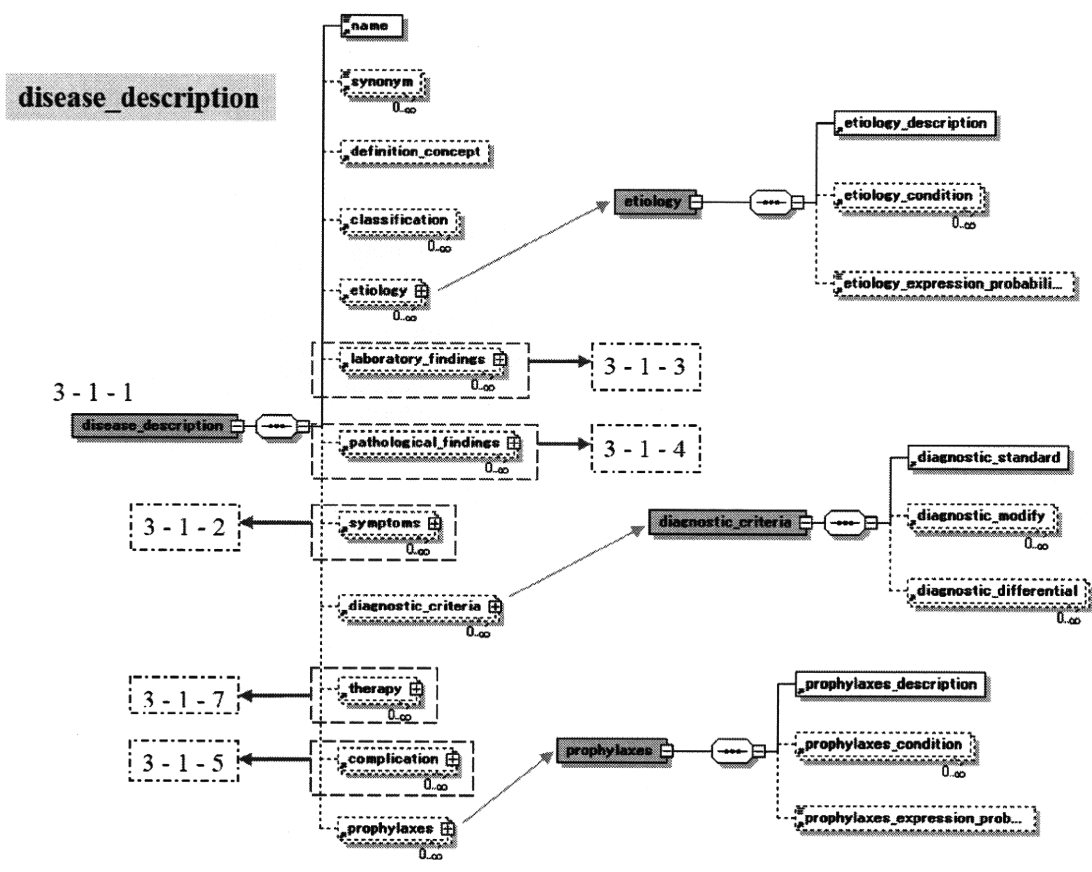 disease_description
name
synonym
0..∞
definition_concept
classification
0..∞
etiology
0..∞
laboratory_findings
0..∞
3 - 1 - 3
3 - 1 - 1
disease_description
pathological_findings
0..∞
3 - 1 - 4
3 - 1 - 2
symptoms
0..∞
diagnostic_criteria
0..∞
3 - 1 - 7
therapy
0..∞
3 - 1 - 5
complication
0..∞
prophylaxes
0..∞
etiology
etiology_description
etiology_condition
0..∞
etiology_expression_probabili...
diagnostic_criteria
diagnostic_standard
diagnostic_modify
0..∞
diagnostic_differential
0..∞
prophylaxes
prophylaxes_description
prophylaxes_condition
0..∞
prophylaxes_expression_prob...